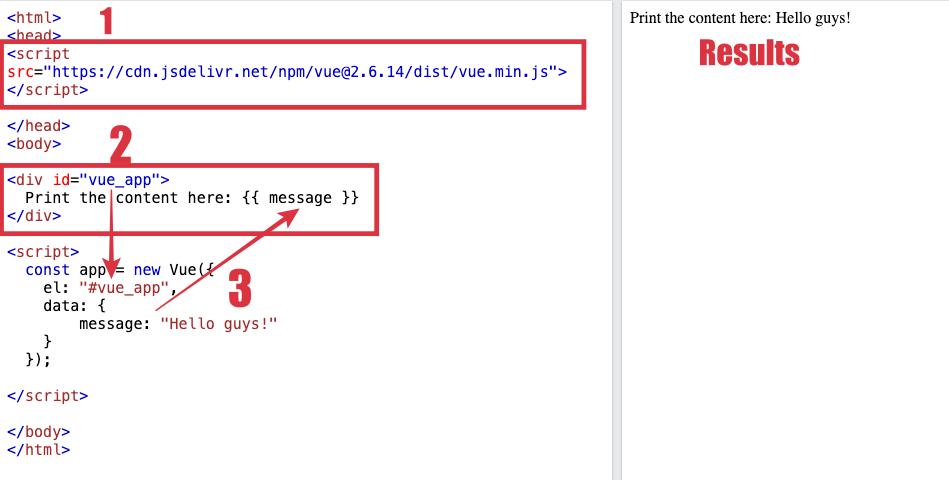 1
<html>
<head>
<script
src="https://cdn.jsdelivr.net/npm/vue@2.6.14/dist/vue.min.js">
</script>
</head>
<body>
2
<div id="vue_app">
Print the content here: {{ message }}
</div>
<script>
const app = new Vue({
el: "#vue_app",
3
data: {
message: "Hello guys!"
}
});
</script>
</body>
</html>
Print the content here: Hello guys!
Results